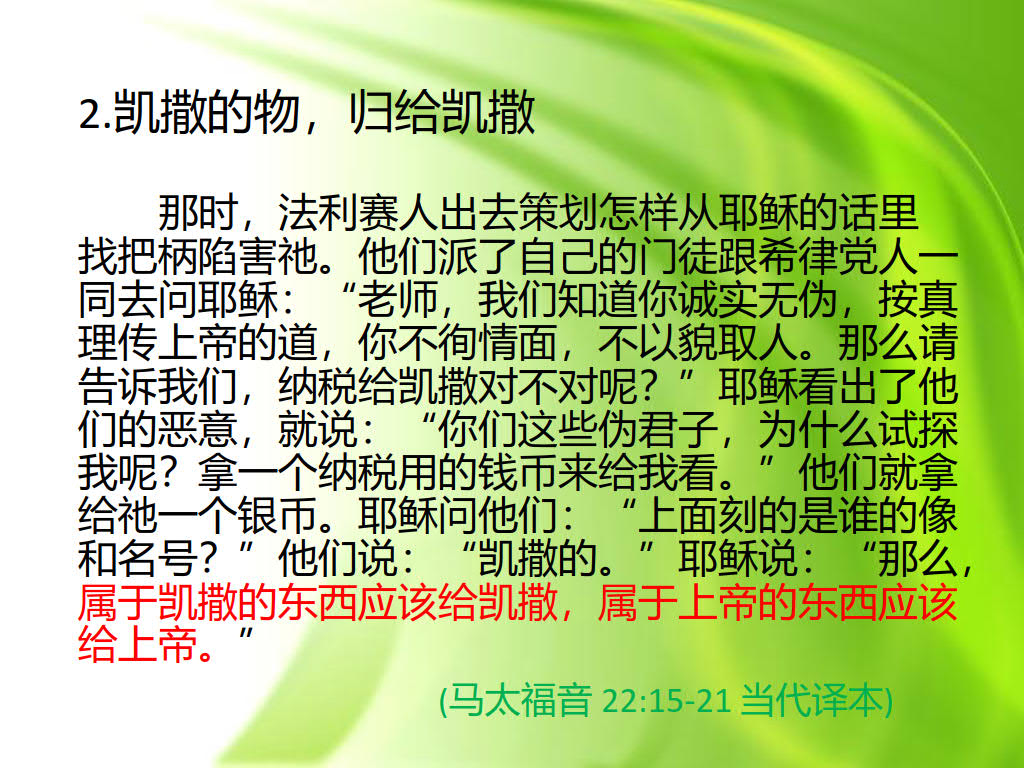 2.凯撒的物，归给凯撒
那时，法利赛人出去策划怎样从耶稣的话里
找把柄陷害祂。他们派了自己的门徒跟希律党人一
同去问耶稣：“老师，我们知道你诚实无伪，按真
理传上帝的道，你不徇情面，不以貌取人。那么请
告诉我们，纳税给凯撒对不对呢？”耶稣看出了他
们的恶意，就说：“你们这些伪君子，为什么试探
我呢？拿一个纳税用的钱币来给我看。”他们就拿
给祂一个银币。耶稣问他们：“上面刻的是谁的像
和名号？”他们说：“凯撒的。”耶稣说：“那么，
属于凯撒的东西应该给凯撒，属于上帝的东西应该
给上帝。”
(马太福音 22:15-21 当代译本)